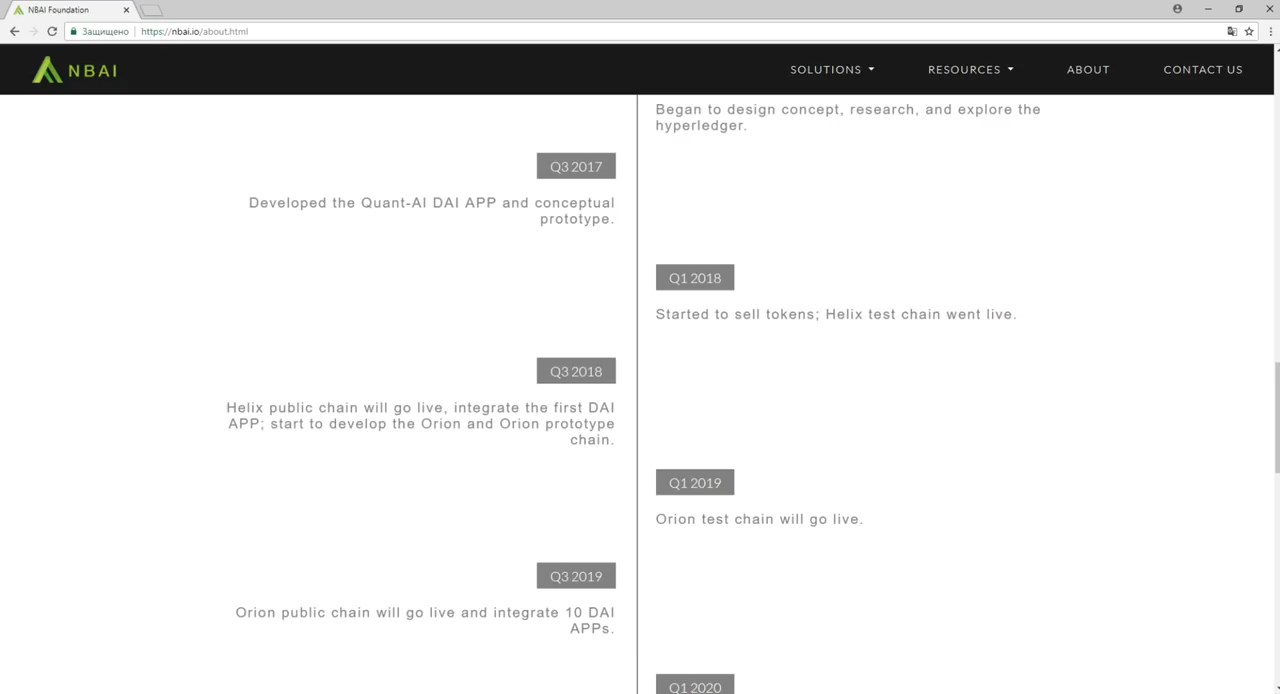 NBAI Foundation
Защищено
https://nbai.io/about.html
NBAI
SOLUTIONS
RESOURCES
ABOUT
CONTACT US
Began to design concept, research, and explore the
hyperledger.
Q3 2017
Developed the Quant-AI DAI APP and conceptual
prototype.
Q1 2018
Started to sell tokens; Helix test chain went live.
Q3 2018
Helix public chain will go live, integrate the first DAI
APP; start to develop the Orion and Orion prototype
chain.
Q1 2019
Orion test chain will go live.
Q3 2019
Orion public chain will go live and integrate 10 DAI
APPs.
Q1 2020